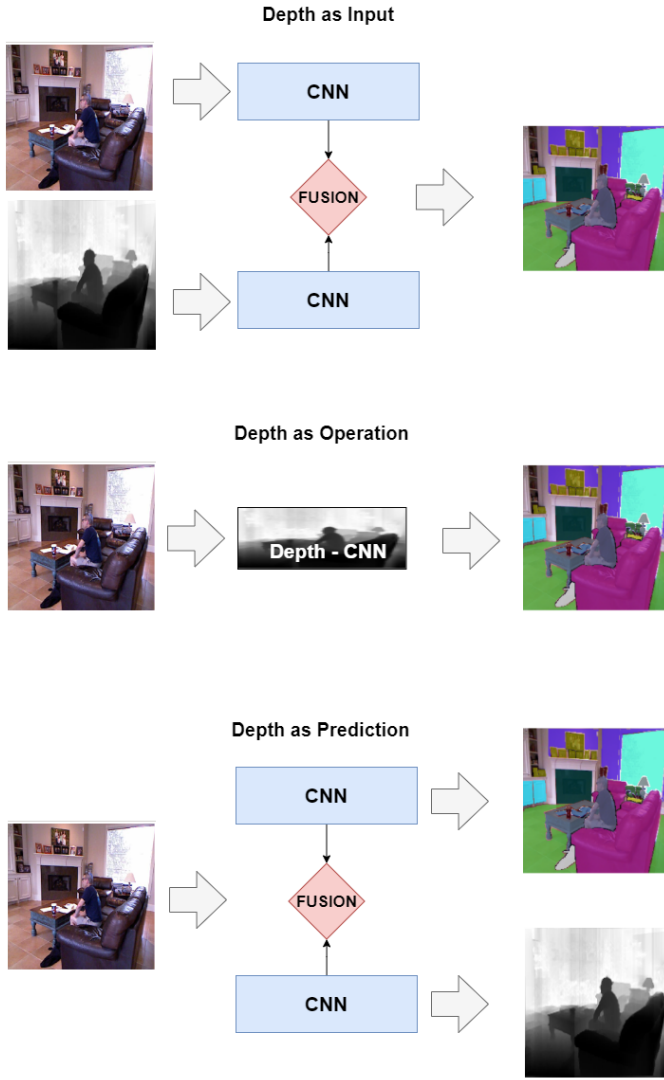 Depth as Input
CNN
FUSION
CNN
Depth as Operation
Depth - CNN
Depth as Prediction
CNN
FUSION
CNN